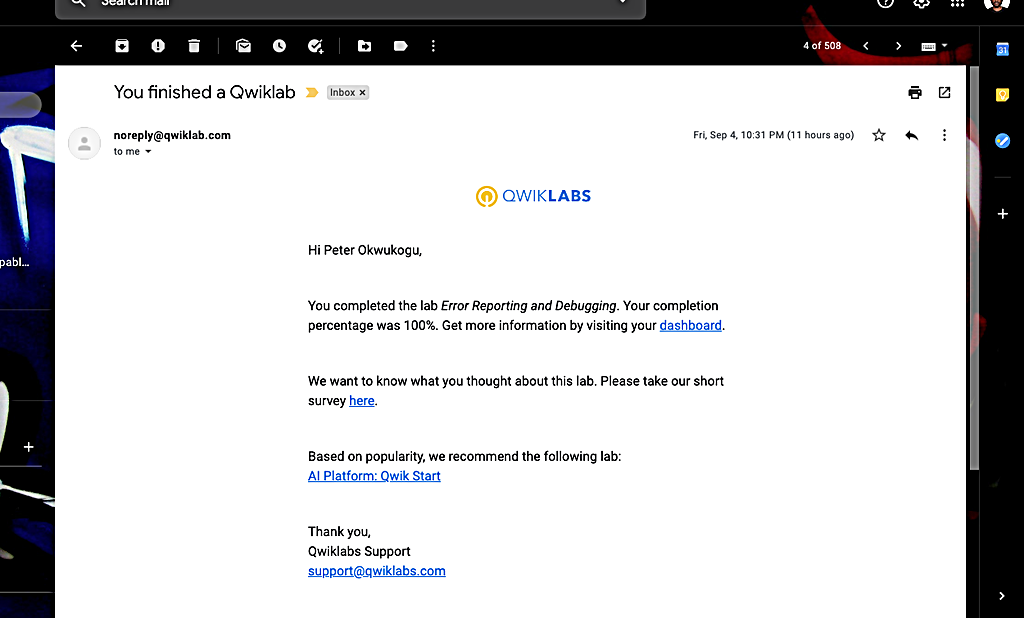 Search mail
4 of 508
31
You finished a Qwiklab
Inbox ×
noreply@qwiklab.com
Fri, Sep 4, 10:31 PM (11 hours ago)
to me
QWIKLABS
Hi Peter Okwukogu,
pabl...
You completed the lab Error Reporting and Debugging. Your completion
percentage was 100%. Get more information by visiting your dashboard.
We want to know what you thought about this lab. Please take our short
survey here.
Based on popularity, we recommend the following lab:
AI Platform: Qwik Start
Thank you,
Qwiklabs Support
support@qwiklabs.com